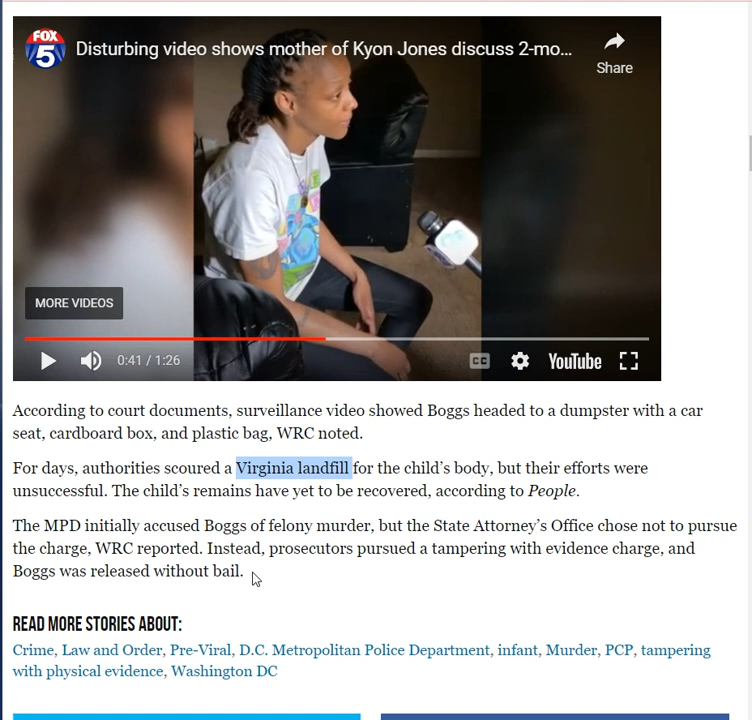 FOX
5
Disturbing video shows mother of Kyon Jones discuss 2-mo...
Share
MORE VIDEOS
0:41 / 1:26
CC
YouTube
According to court documents, surveillance video showed Boggs headed to a dumpster with a car
seat, cardboard box, and plastic bag, WRC noted.
For days, authorities scoured a Virginia landfill for the child’s body, but their efforts were
unsuccessful. The child’s remains have yet to be recovered, according to People.
The MPD initially accused Boggs of felony murder, but the State Attorney’s Office chose not to pursue
the charge, WRC reported. Instead, prosecutors pursued a tampering with evidence charge, and
Boggs was released without bail.
READ MORE STORIES ABOUT:
Crime, Law and Order, Pre-Viral, D.C. Metropolitan Police Department, infant, Murder, PCP, tampering
with physical evidence, Washington DC